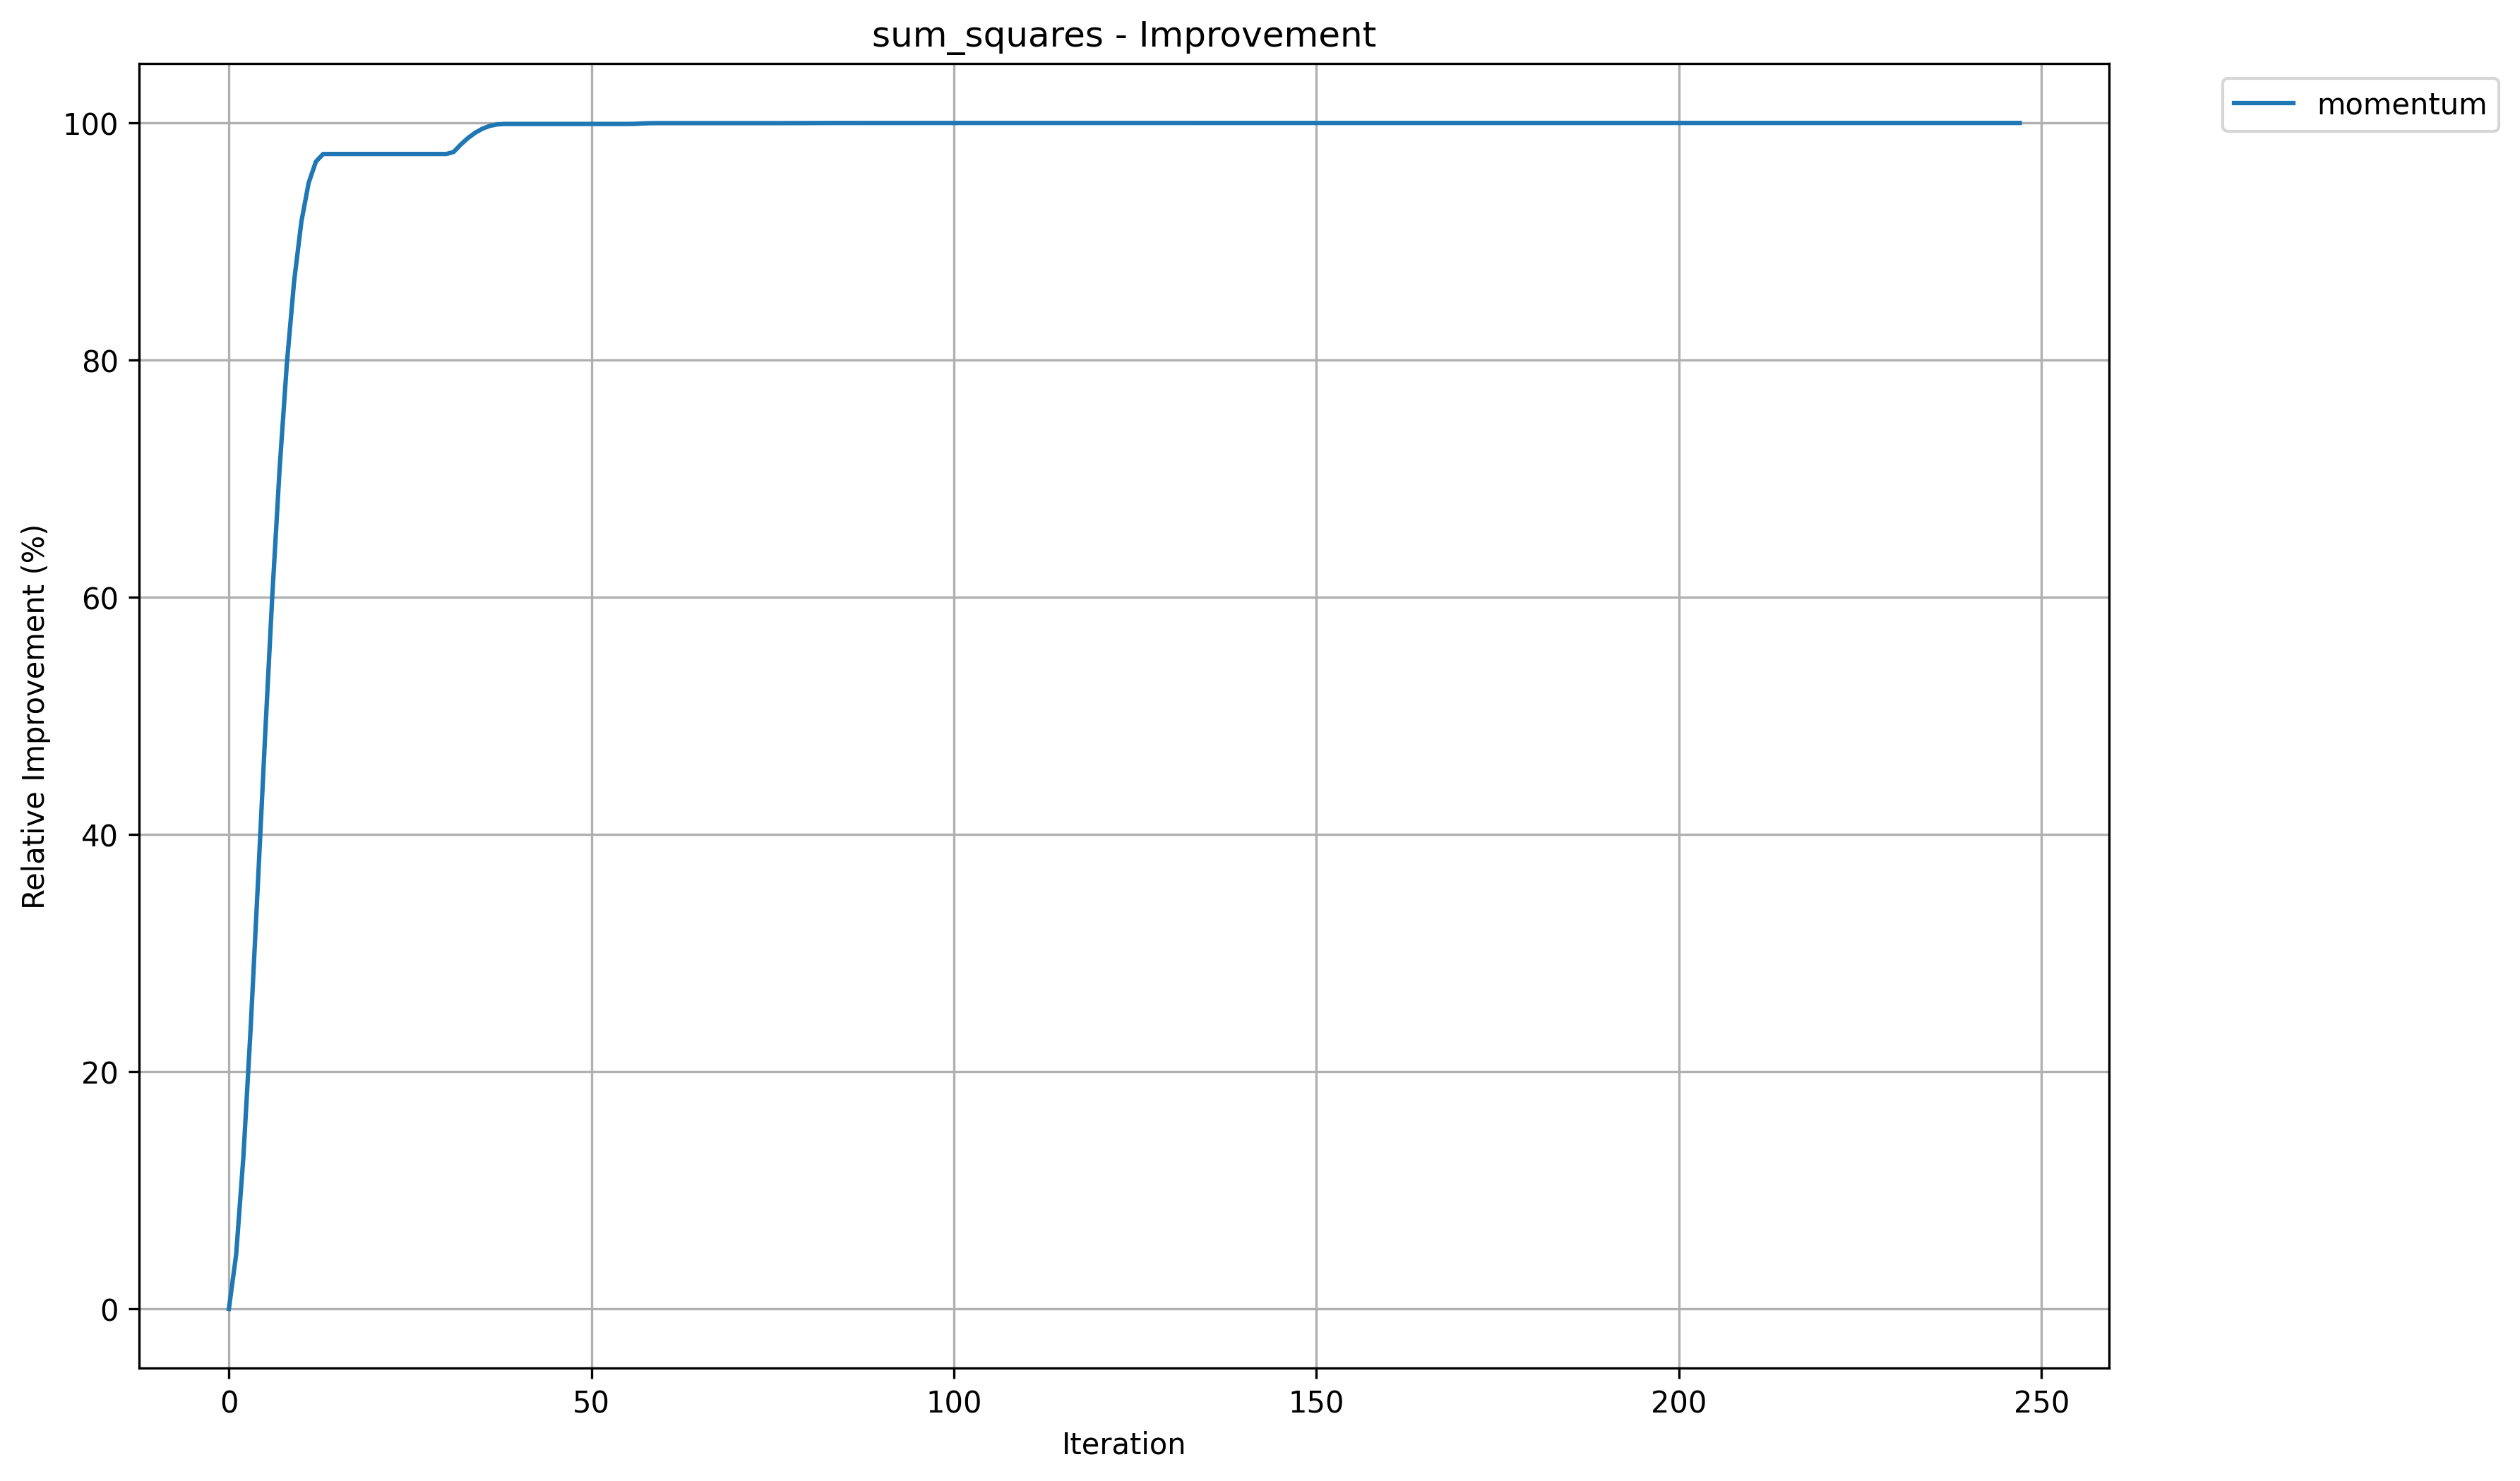 sum_squares - Improvement
momentum
Relative Improvement (%)
100
80
60
40
20
0
0 50 100 150 200 250
Iteration